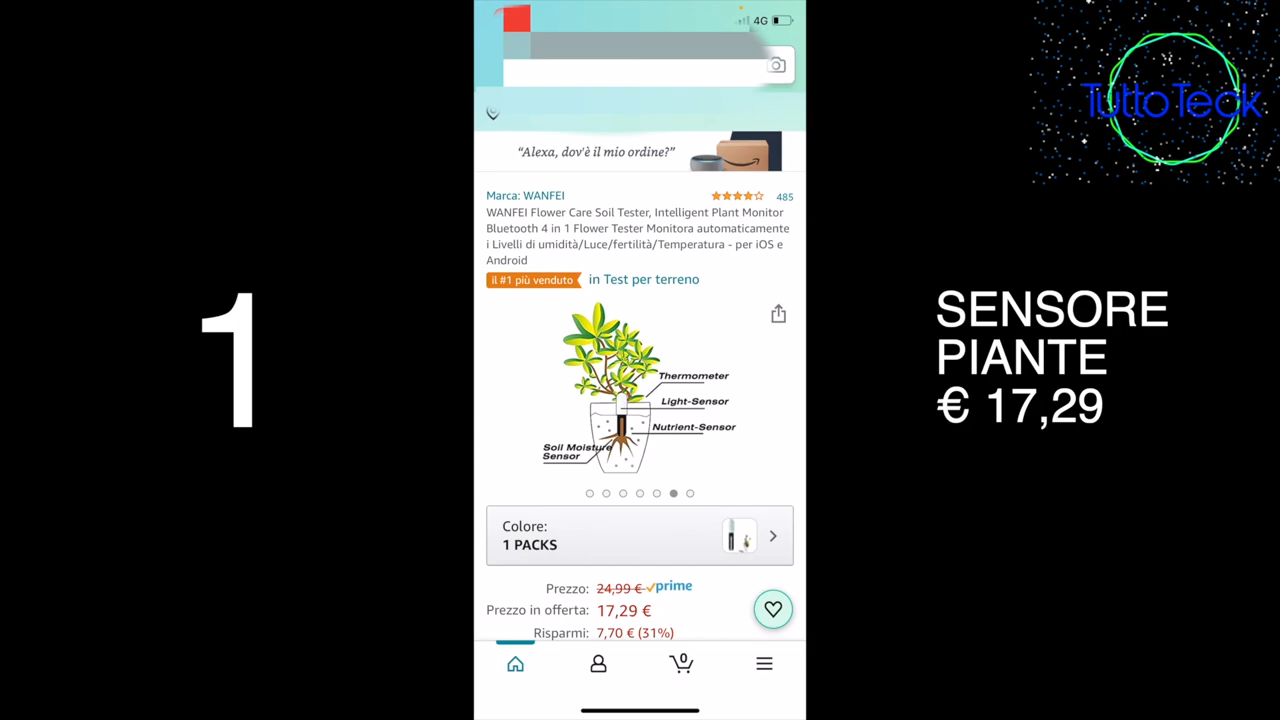 4G
TuttoTeck
“Alexa, dov'è il mio ordine?”
Marca: WANFEI
485
WANFEI Flower Care Soil Tester, Intelligent Plant Monitor
Bluetooth 4 in 1 Flower Tester Monitora automaticamente
i Livelli di umidità/Luce/fertilità/Temperatura - per iOS e
Android
il #1 più venduto in Test per terreno
Thermometer
Light-Sensor
Nutrient-Sensor
Soil Moisture
Sensor
Colore:
1 PACKS
Prezzo: 24,99 € prime
Prezzo in offerta: 17,29 €
Risparmi: 7,70 € (31%)
0
1
SENSORE
PIANTE
€ 17,29